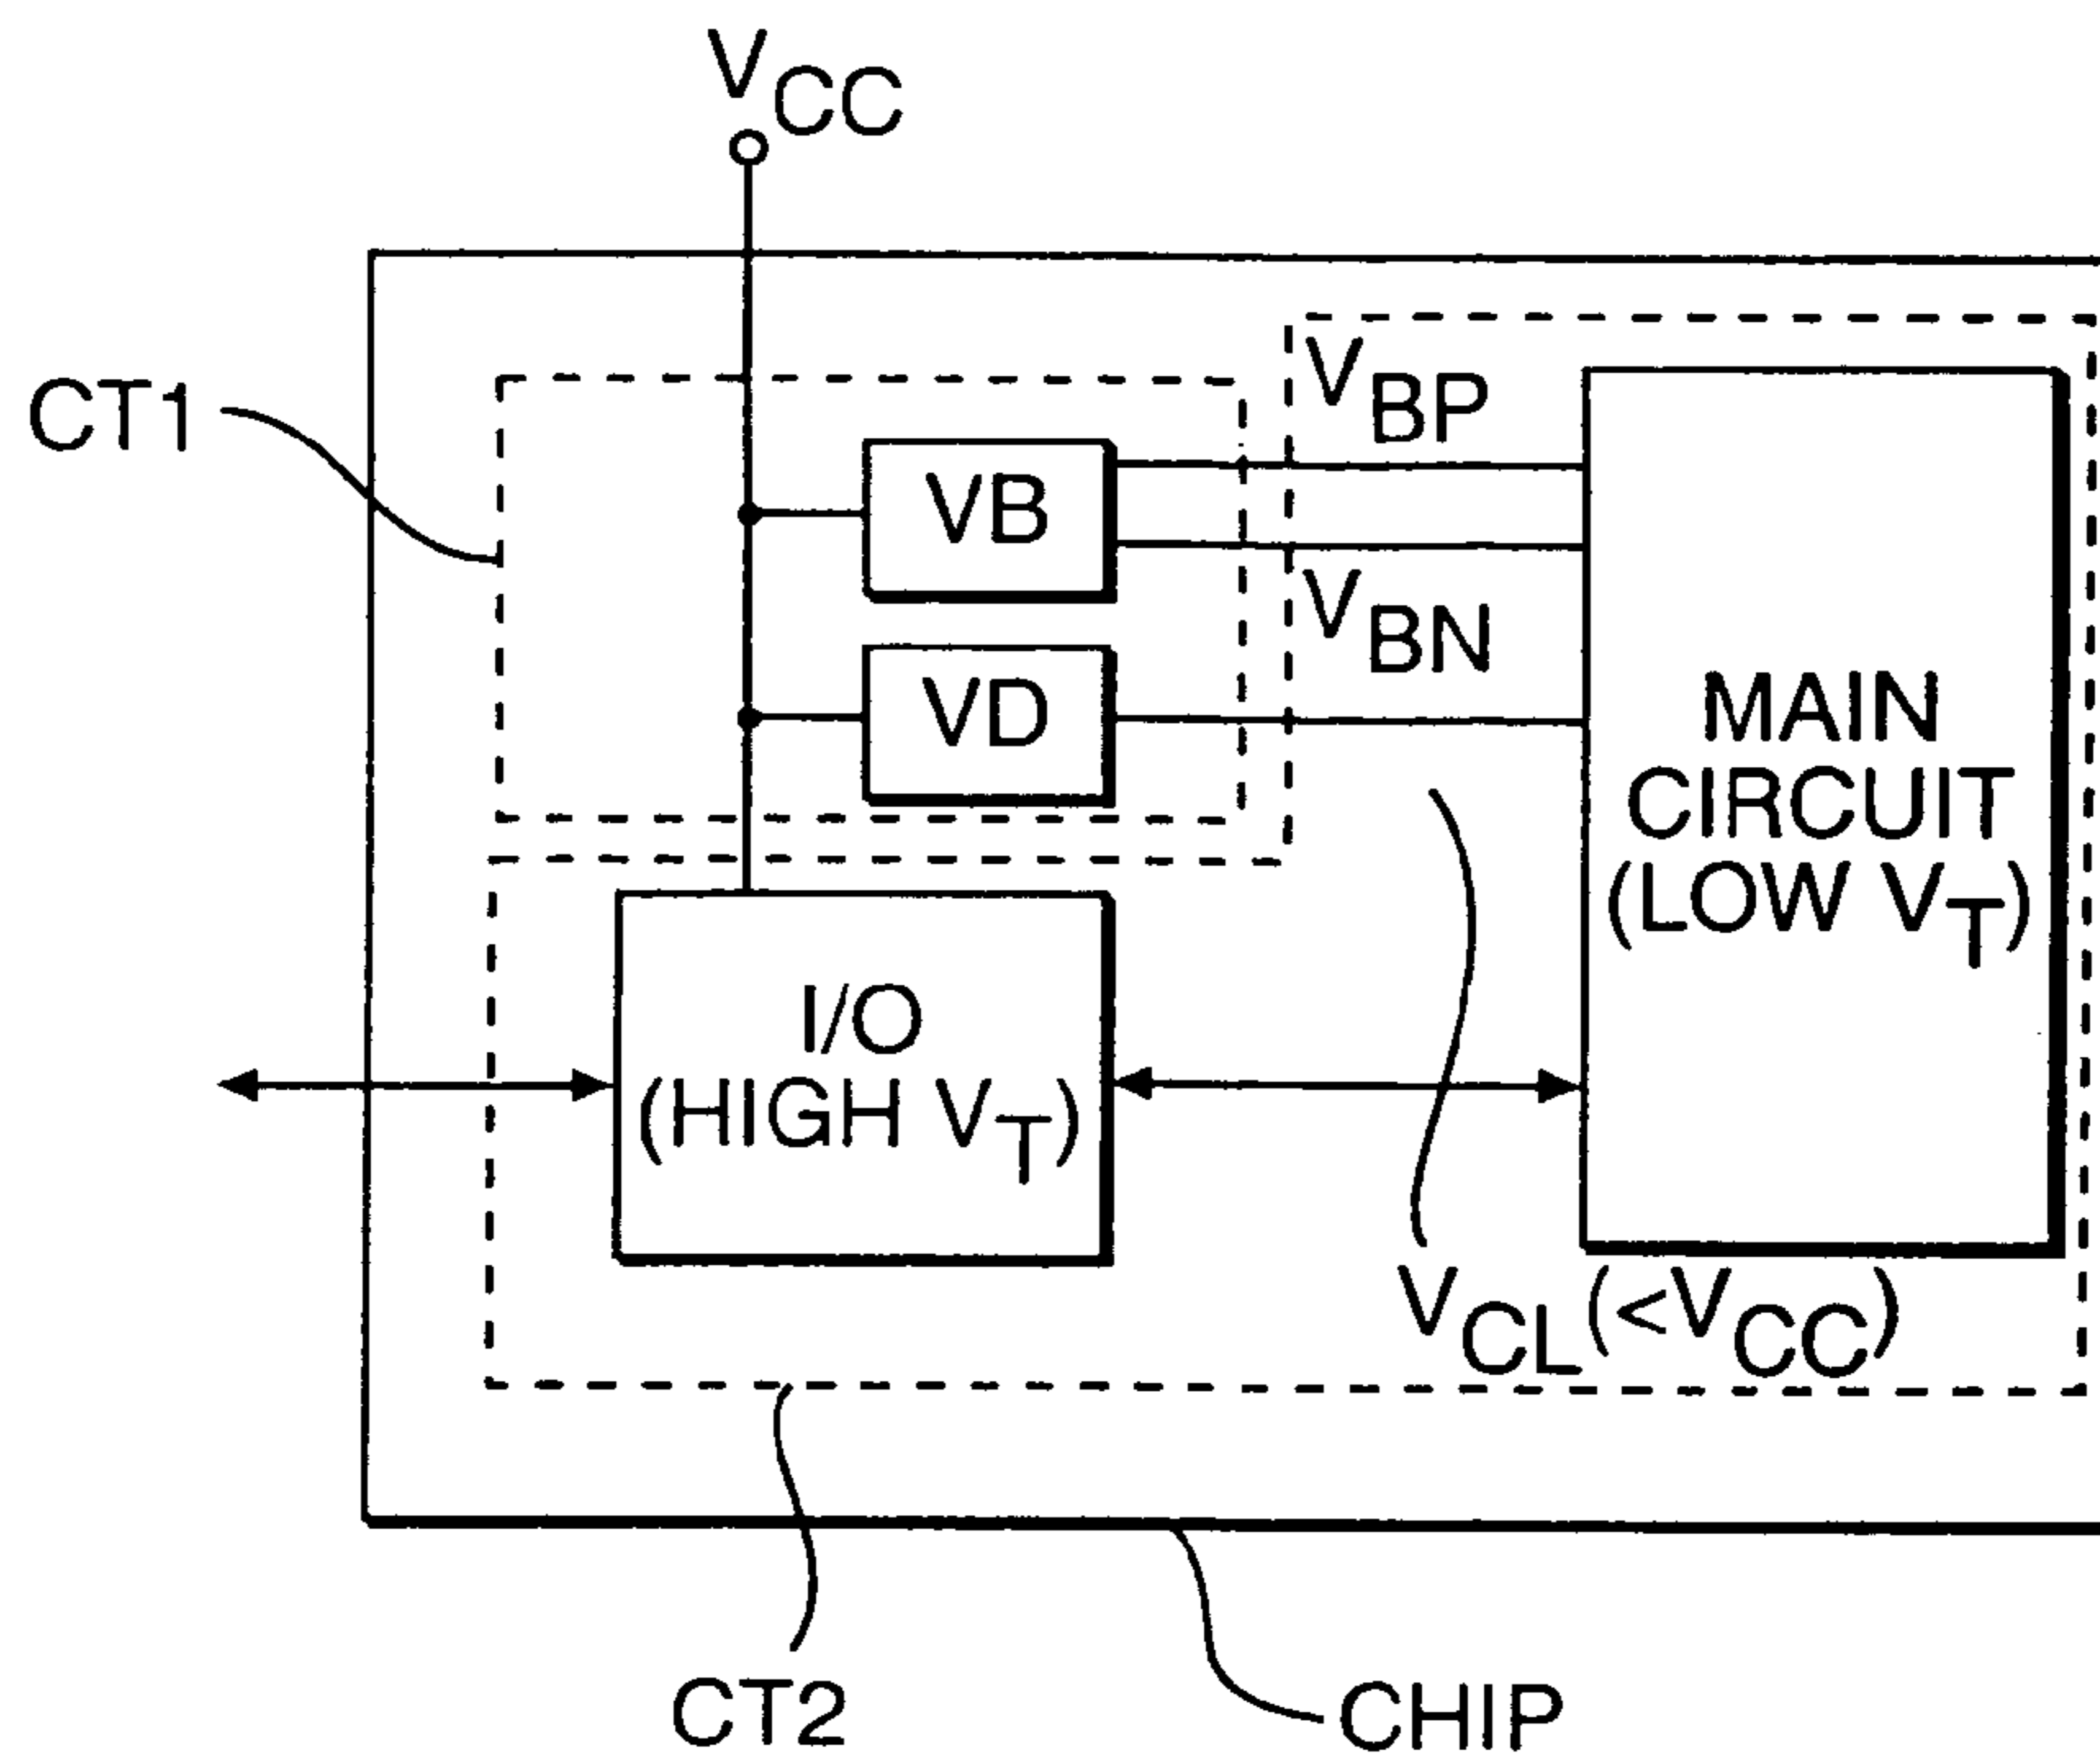 VCC
CT1
VBP
VB
VBN
VD
MAIN
CIRCUIT
(LOW VT)
I/O
(HIGH VT)
VCL(<VCC)
CT2
CHIP